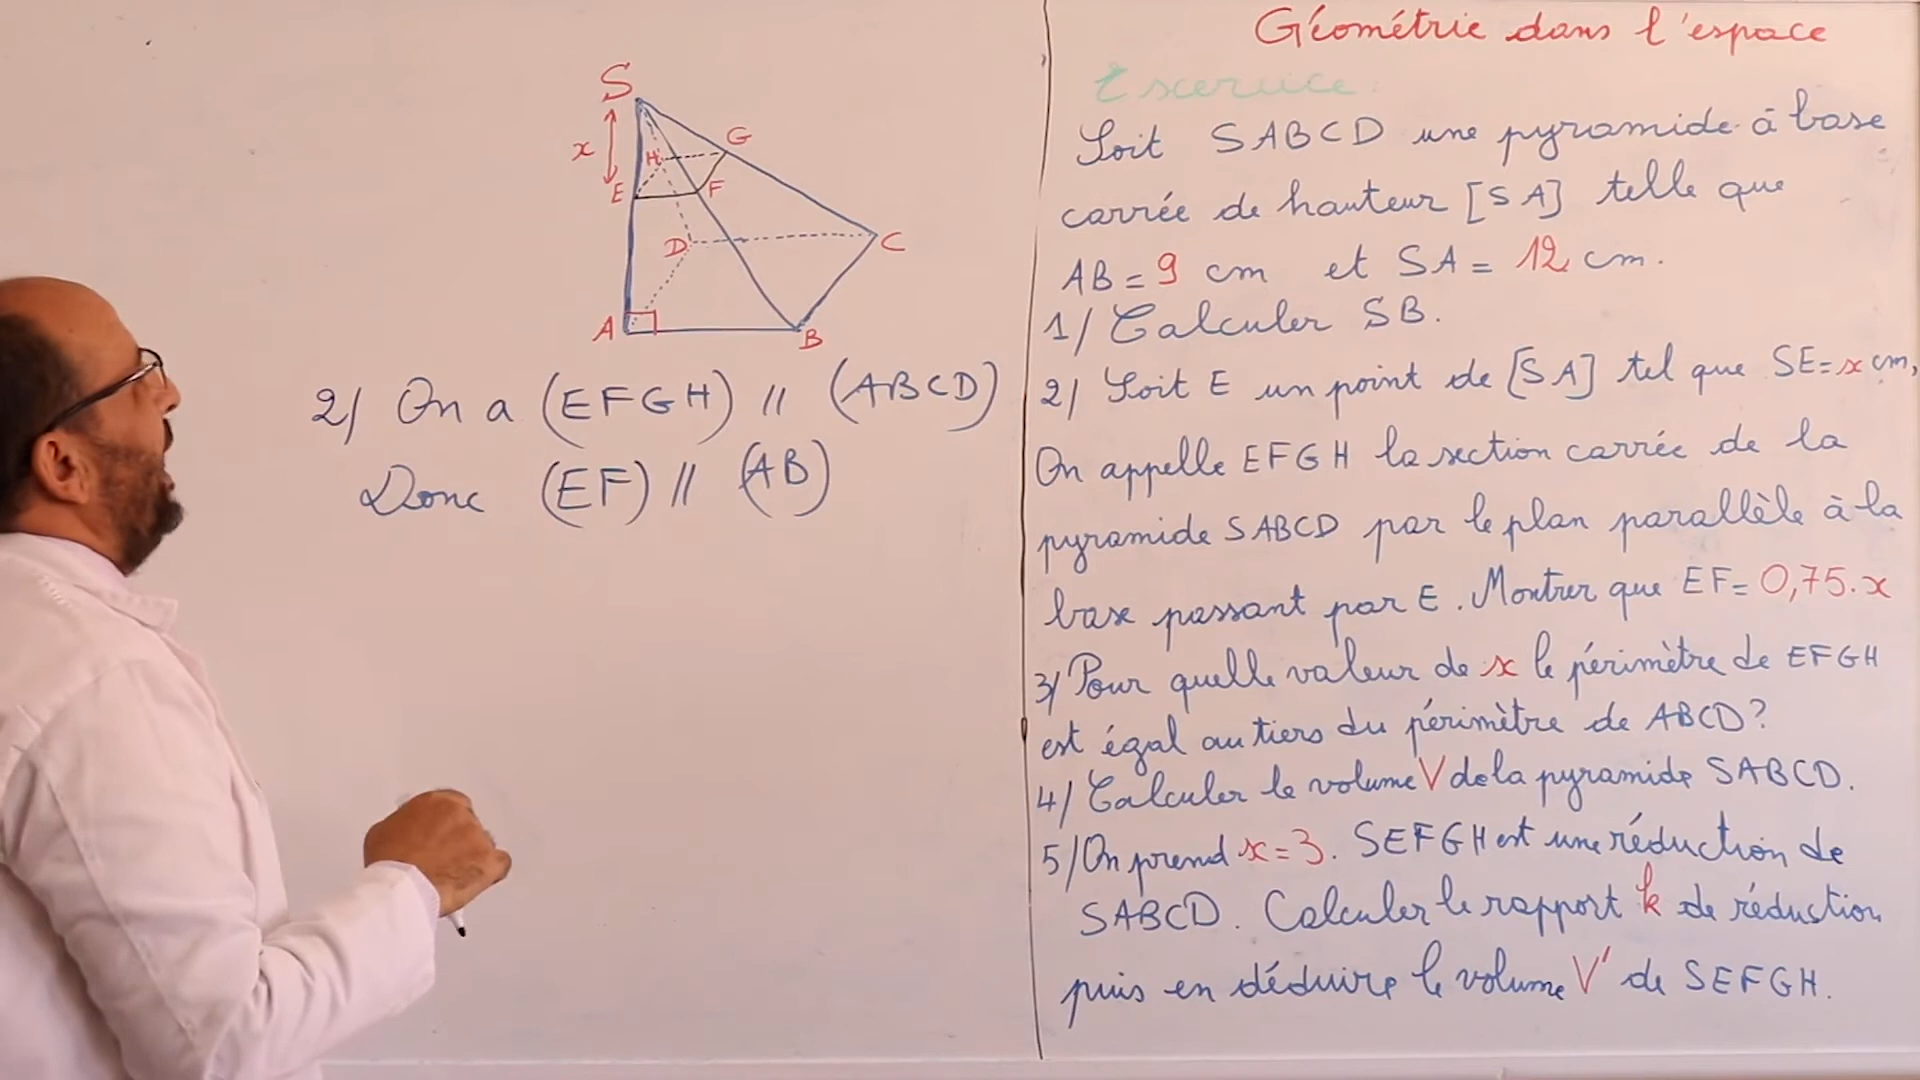 S
x
H
G
E
F
D
C
A
B
2/ On a (EFGH) // (ABCD)
Donc (EF) // (AB)
Géométrie dans l'espace
Exercice:
Soit SABCD une pyramide à base
carrée de hauteur [SA] telle que
AB = 9 cm et SA = 12 cm.
1/ Calculer SB.
2/ Soit E un point de [SA] tel que SE = x cm,
On appelle EFGH la section carrée de la
pyramide SABCD par le plan parallèle à la
base passant par E. Montrer que EF = 0,75.x
3/ Pour quelle valeur de x le périmètre de EFGH
est égal au tiers du périmètre de ABCD?
4/ Calculer le volume V de la pyramide SABCD.
5/ On prend x = 3. SEFGH est une réduction de
SABCD. Calculer le rapport k de réduction
puis en déduire le volume V' de SEFGH.